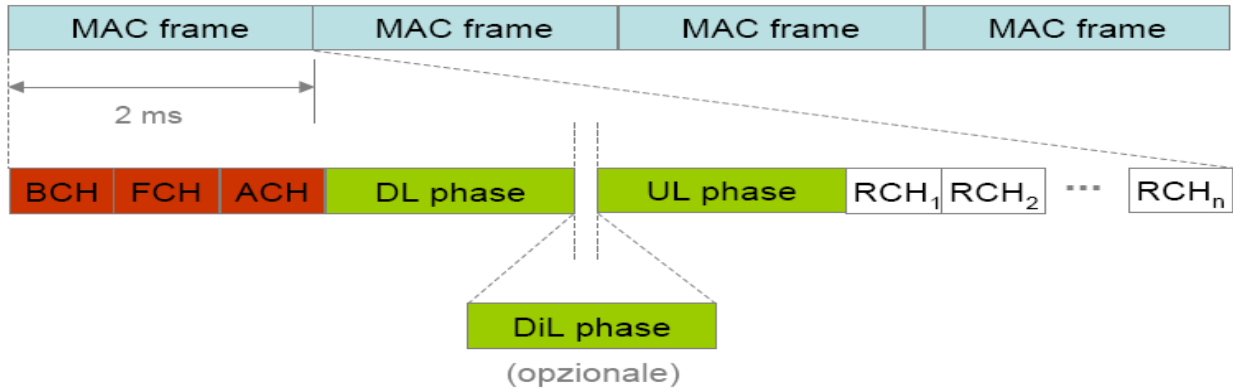 MAC frame MAC frame MAC frame MAC frame
2 ms
BCH FCH ACH DL phase UL phase RCH1 RCH2 ... RCHn
DiL phase
(opzionale)